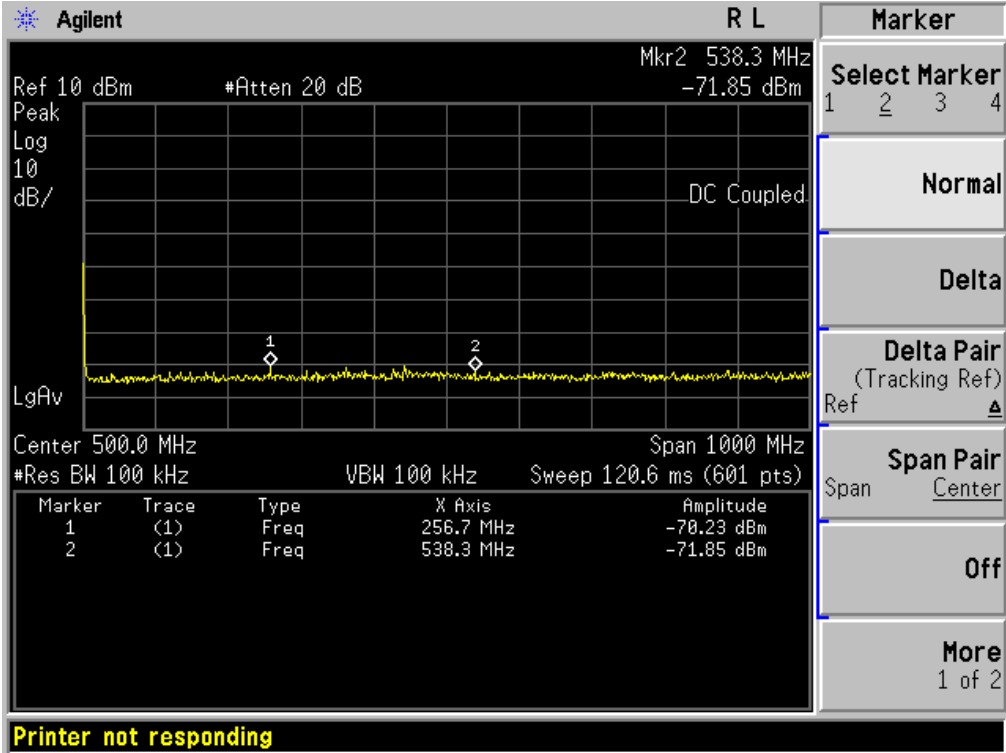 Agilent R L Marker
Mkr2 538.3 MHz
Ref 10 dBm #Atten 20 dB -71.85 dBm
Peak
Log
10
dB/
DC Coupled
1
2
LgAv
Center 500.0 MHz Span 1000 MHz
#Res BW 100 kHz VBW 100 kHz Sweep 120.6 ms (601 pts)
Marker Trace Type X Axis Amplitude
1 (1) Freq 256.7 MHz -70.23 dBm
2 (1) Freq 538.3 MHz -71.85 dBm
Select Marker
1 2 3 4
Normal
Delta
Delta Pair
(Tracking Ref)
Ref Δ
Span Pair
Span Center
Off
More
1 of 2
Printer not responding